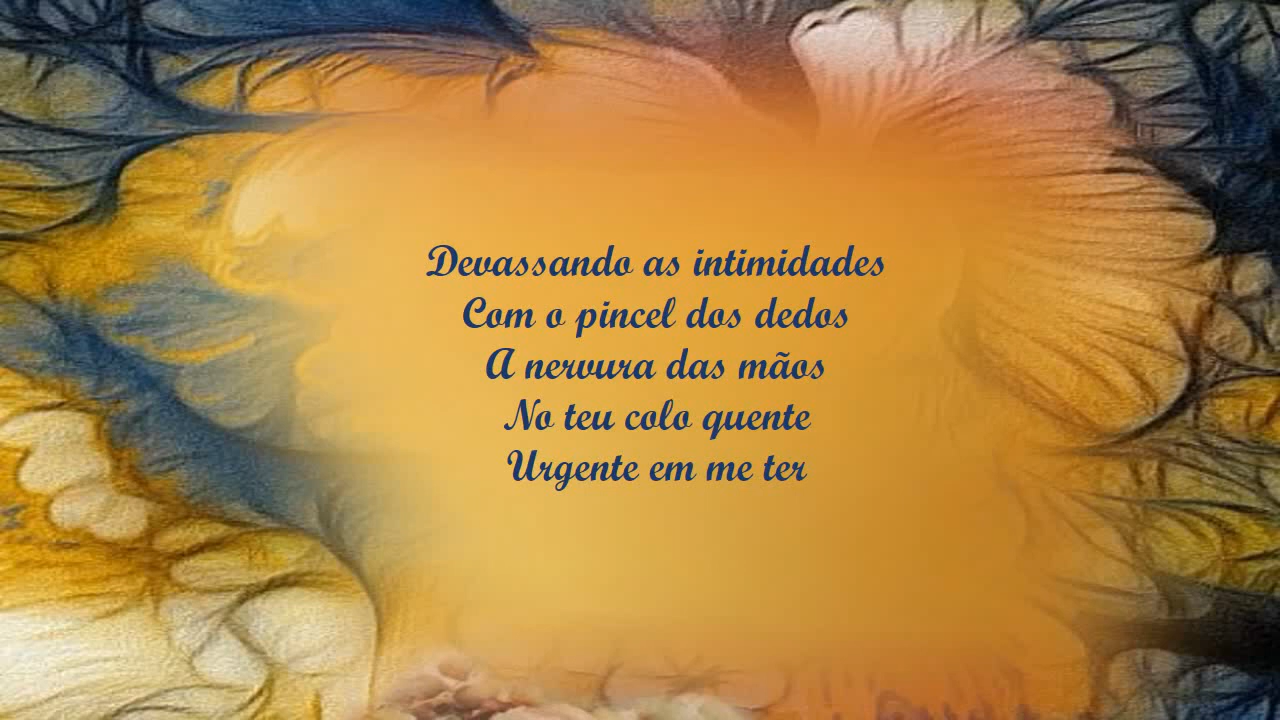 Devassando as intimidades
Com o pincel dos dedos
A nervura das mãos
No teu colo quente
Urgente em me ter